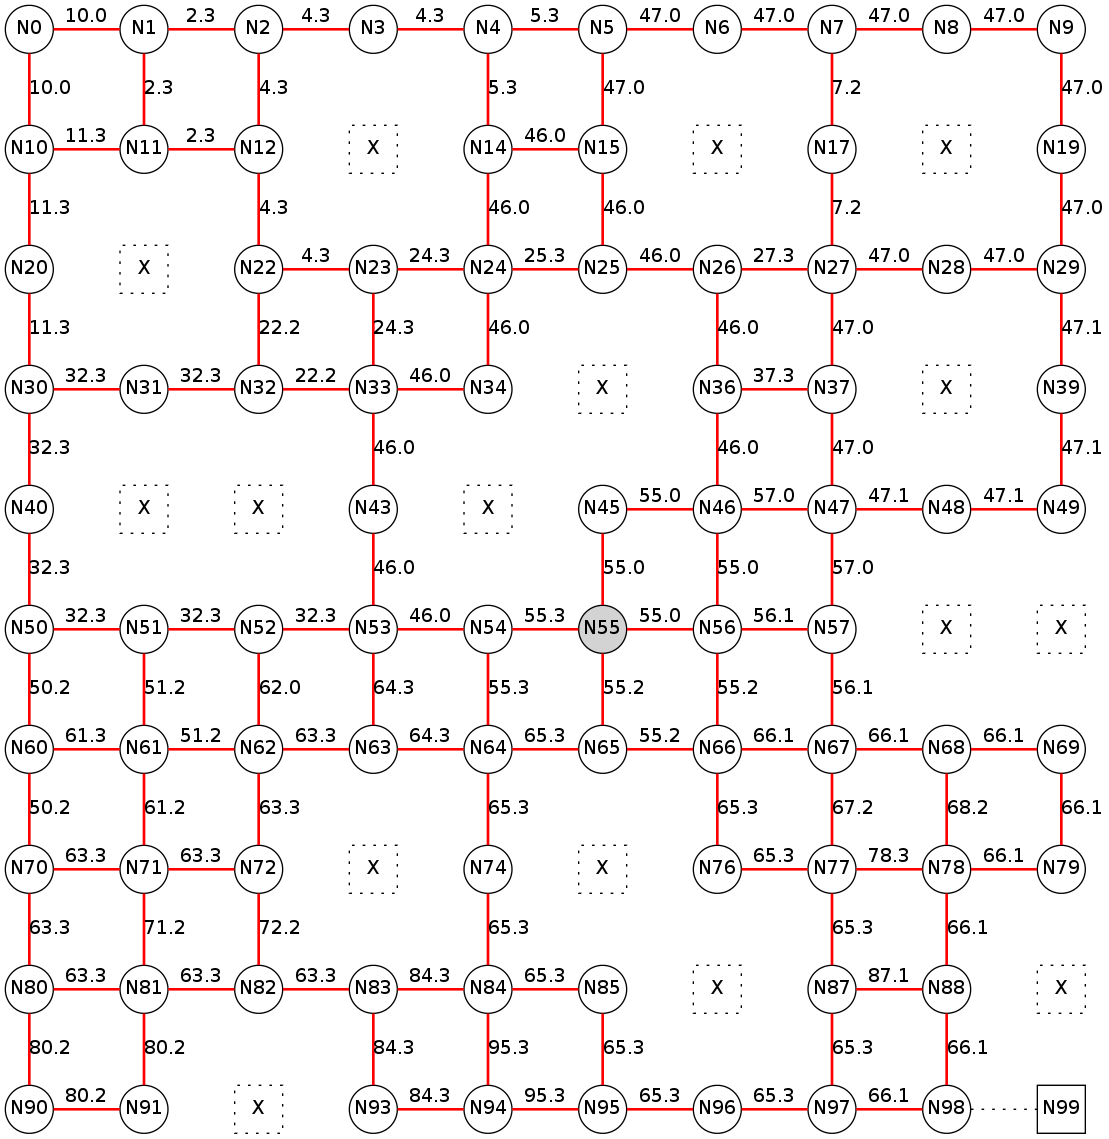 10.0 2.3 4.3 4.3 5.3 47.0 47.0 47.0 47.0
N0 N1 N2 N3 N4 N5 N6 N7 N8 N9
10.0 2.3 4.3 5.3 47.0 7.2 47.0
11.3 2.3 46.0
N10 N11 N12 X N14 N15 X N17 X N19
11.3 4.3 46.0 46.0 7.2 47.0
4.3 24.3 25.3 46.0 27.3 47.0 47.0
N20 X N22 N23 N24 N25 N26 N27 N28 N29
11.3 22.2 24.3 46.0 46.0 47.0 47.1
32.3 32.3 22.2 46.0 37.3
N30 N31 N32 N33 N34 X N36 N37 X N39
32.3 46.0 46.0 47.0 47.1
55.0 57.0 47.1 47.1
N40 X X N43 X N45 N46 N47 N48 N49
32.3 46.0 55.0 55.0 57.0
32.3 32.3 32.3 46.0 55.3 55.0 56.1
N50 N51 N52 N53 N54 N55 N56 N57 X X
50.2 51.2 62.0 64.3 55.3 55.2 55.2 56.1
61.3 51.2 63.3 64.3 65.3 55.2 66.1 66.1 66.1
N60 N61 N62 N63 N64 N65 N66 N67 N68 N69
50.2 61.2 63.3 65.3 65.3 67.2 68.2 66.1
63.3 63.3 65.3 78.3 66.1
N70 N71 N72 X N74 X N76 N77 N78 N79
63.3 71.2 72.2 65.3 65.3 66.1
63.3 63.3 63.3 84.3 65.3 87.1
N80 N81 N82 N83 N84 N85 X N87 N88 X
80.2 80.2 84.3 95.3 65.3 65.3 66.1
80.2 84.3 95.3 65.3 65.3 66.1
N90 N91 X N93 N94 N95 N96 N97 N98 N99